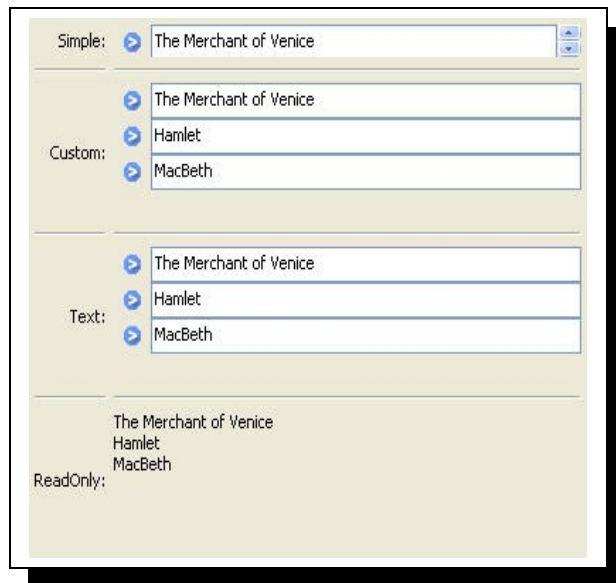 Simple: The Merchant of Venice
The Merchant of Venice
Custom: Hamlet
MacBeth
The Merchant of Venice
Text: Hamlet
MacBeth
The Merchant of Venice
Hamlet
MacBeth
ReadOnly: